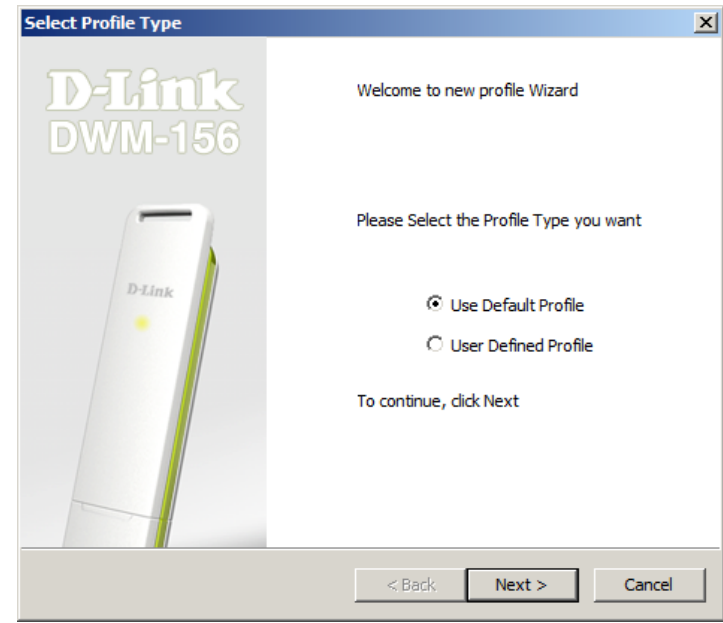 Select Profile Type
D-Link
DWM-156
Welcome to new profile Wizard
Please Select the Profile Type you want
D-Link
Use Default Profile
User Defined Profile
To continue, click Next
< Back
Next >
Cancel